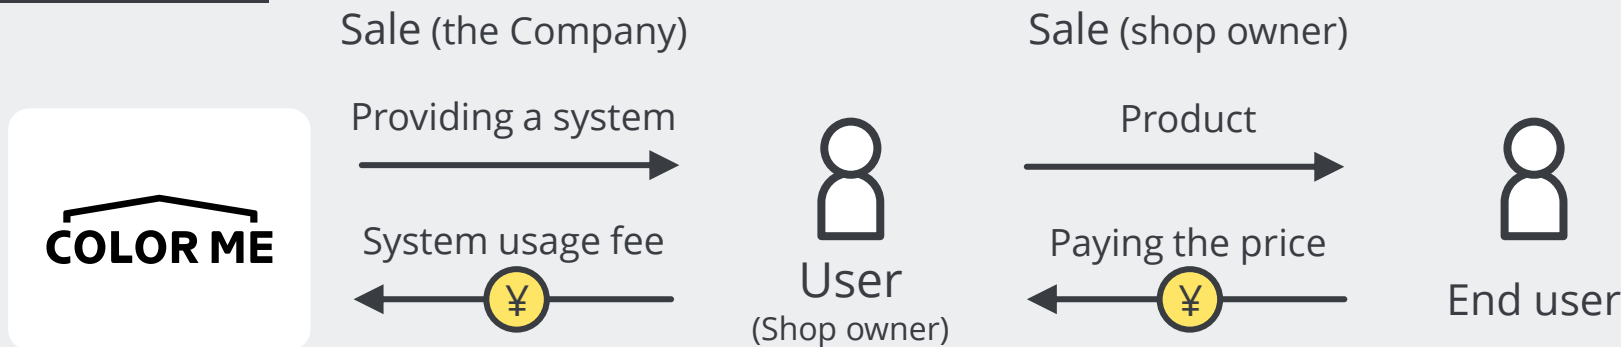 Sale (the Company)
Sale (shop owner)
Providing a system
Product
COLOR ME
System usage fee
Paying the price
¥
¥
User
(Shop owner)
End user